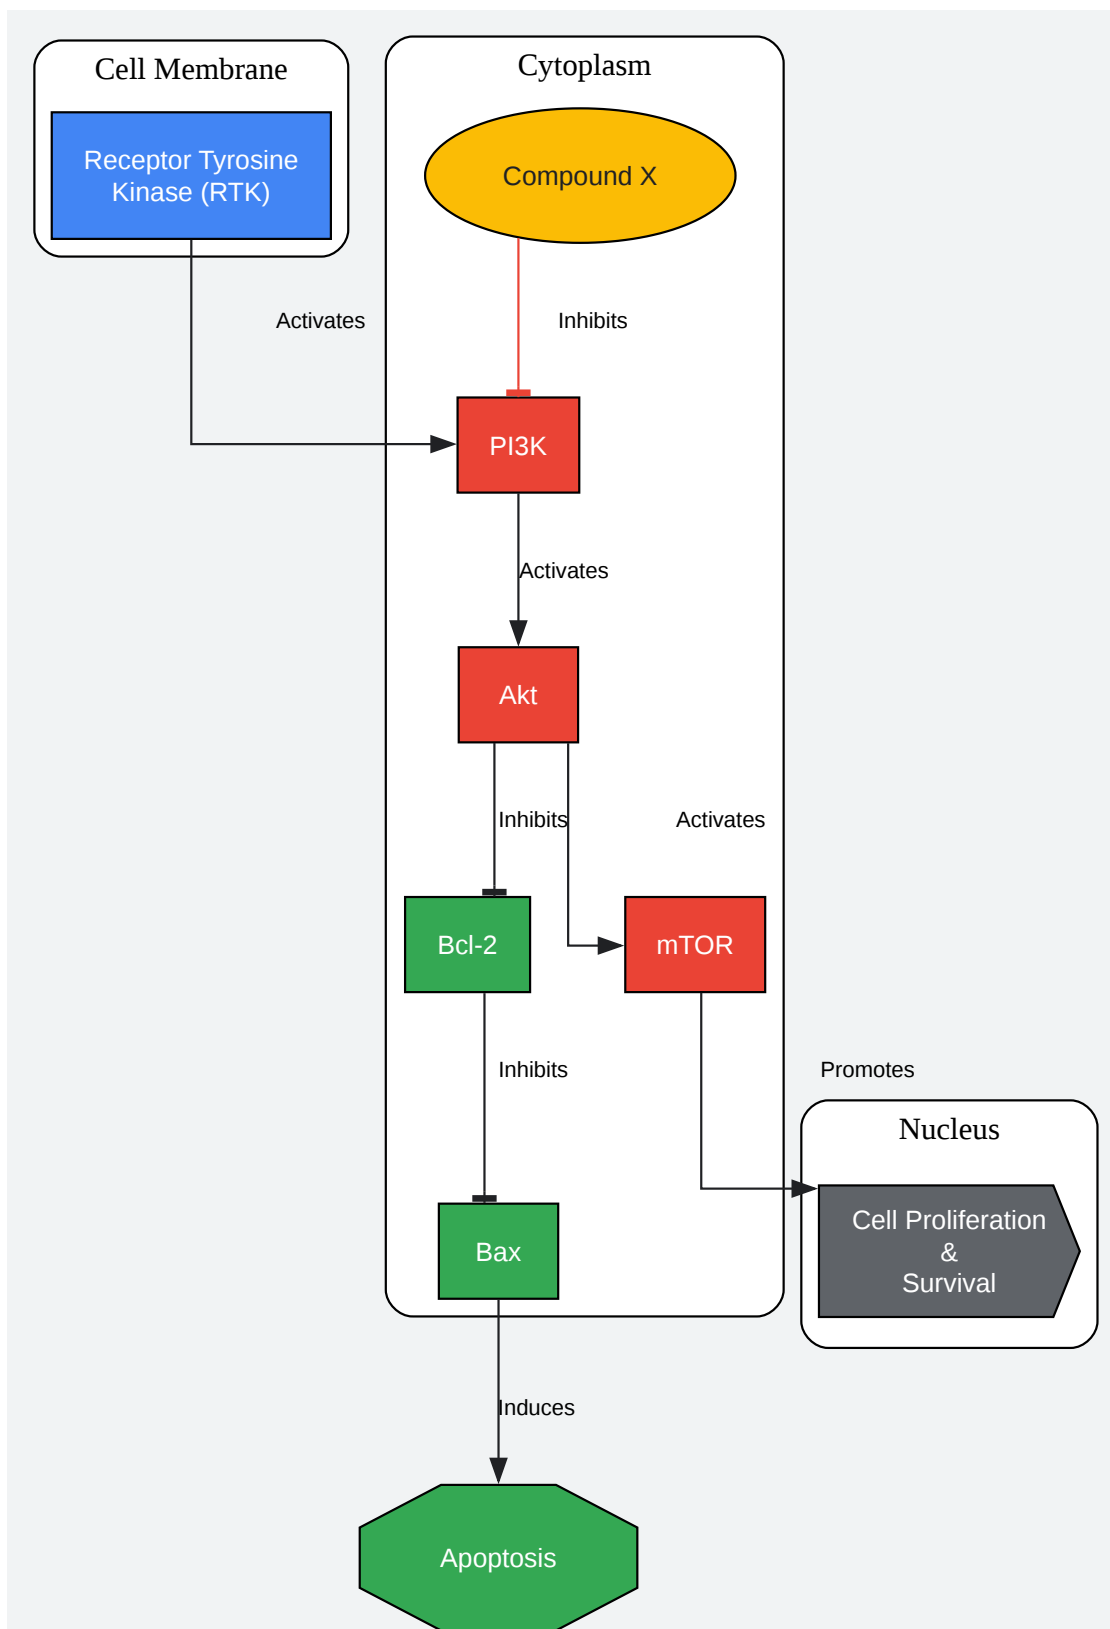 Cell Membrane
Cytoplasm
Receptor Tyrosine
Kinase (RTK)
Compound X
Activates
Inhibits
PI3K
Activates
Akt
Inhibits
Activates
Bcl-2
mTOR
Inhibits
Promotes
Nucleus
Cell Proliferation
&
Survival
Bax
Induces
Apoptosis